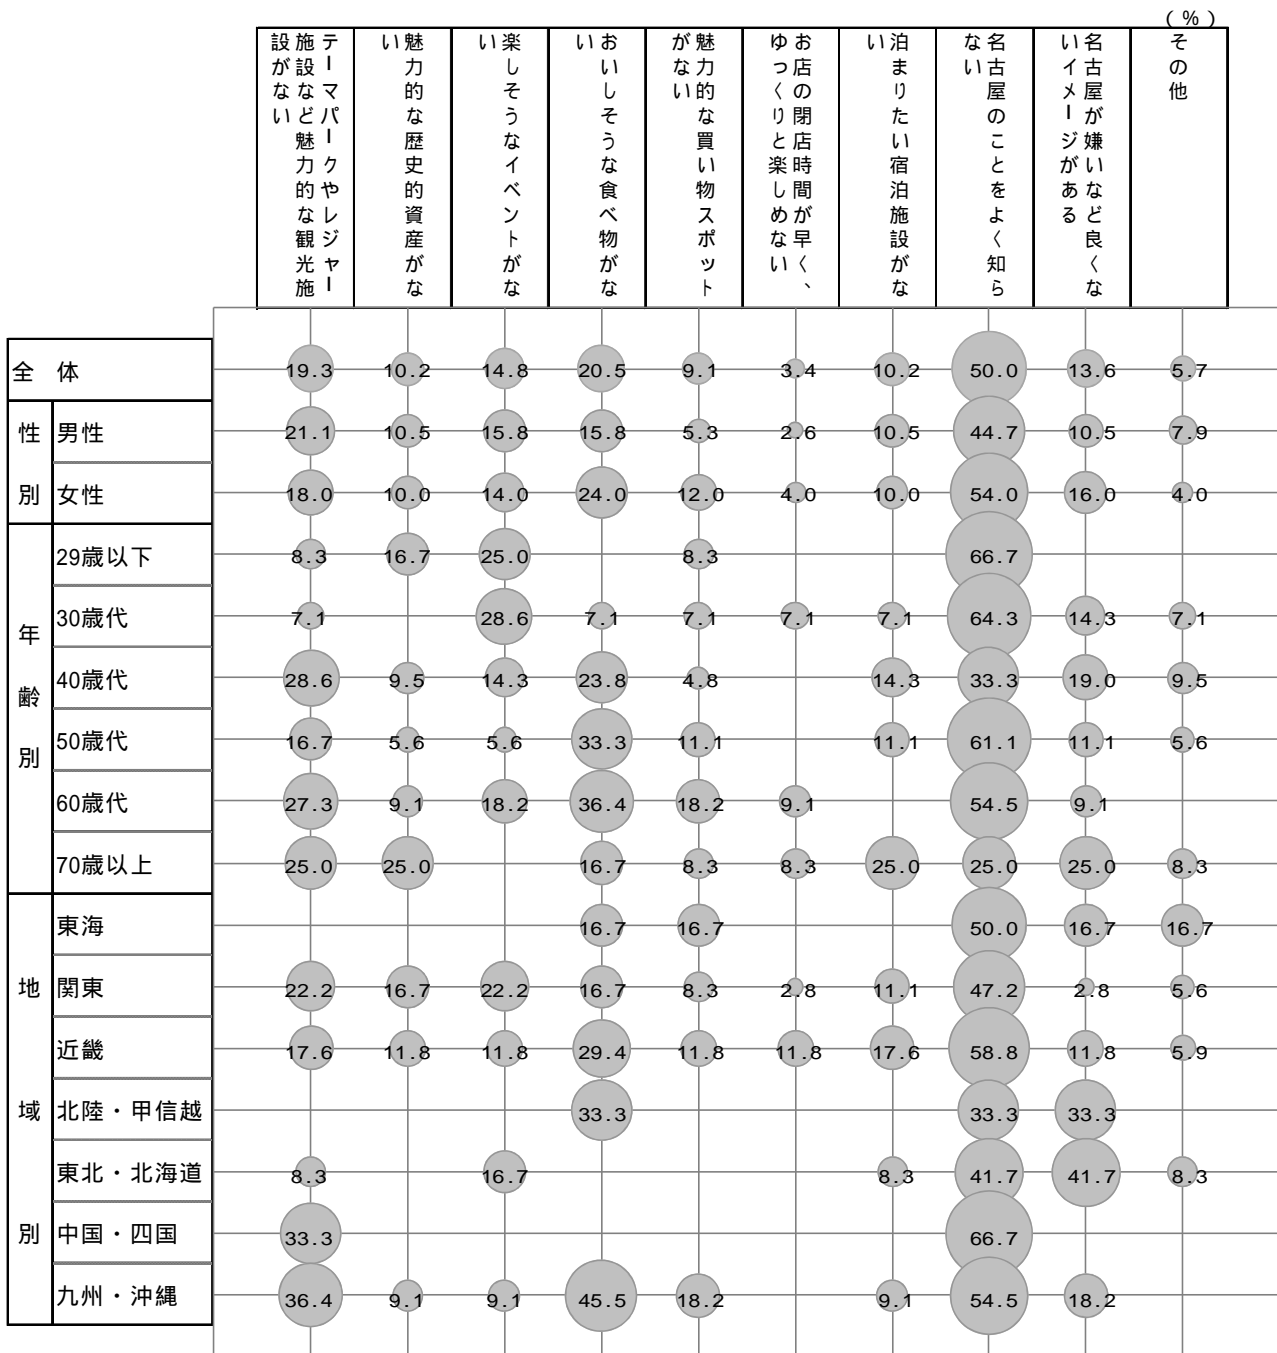 (%)
テーマパークやレジャー
施設など魅力的な観光施
設がない
魅力的な歴史的資産がな
い
楽しそうなイベントがな
い
おいしそうな食べ物がな
い
魅力的な買い物スポット
がない
お店の閉店時間が早く、
ゆっくりと楽しめない
泊まりたい宿泊施設がな
い
名古屋のことをよく知ら
ない
名古屋が嫌いなど良くな
いイメージがある
その他
全 体 19.3 10.2 14.8 20.5 9.1 3.4 10.2 50.0 13.6 5.7
性別
男性 21.1 10.5 15.8 15.8 5.3 2.6 10.5 44.7 10.5 7.9
女性 18.0 10.0 14.0 24.0 12.0 4.0 10.0 54.0 16.0 4.0
年齢別
29歳以下 8.3 16.7 25.0 8.3 66.7
30歳代 7.1 28.6 7.1 7.1 7.1 7.1 64.3 14.3 7.1
40歳代 28.6 9.5 14.3 23.8 4.8 14.3 33.3 19.0 9.5
50歳代 16.7 5.6 5.6 33.3 11.1 11.1 61.1 11.1 5.6
60歳代 27.3 9.1 18.2 36.4 18.2 9.1 54.5 9.1
70歳以上 25.0 25.0 16.7 8.3 8.3 25.0 25.0 25.0 8.3
地域別
東海 16.7 16.7 50.0 16.7 16.7
関東 22.2 16.7 22.2 16.7 8.3 2.8 11.1 47.2 2.8 5.6
近畿 17.6 11.8 11.8 29.4 11.8 11.8 17.6 58.8 11.8 5.9
北陸・甲信越 33.3 33.3 33.3
東北・北海道 8.3 16.7 8.3 41.7 41.7 8.3
中国・四国 33.3 66.7
九州・沖縄 36.4 9.1 9.1 45.5 18.2 9.1 54.5 18.2